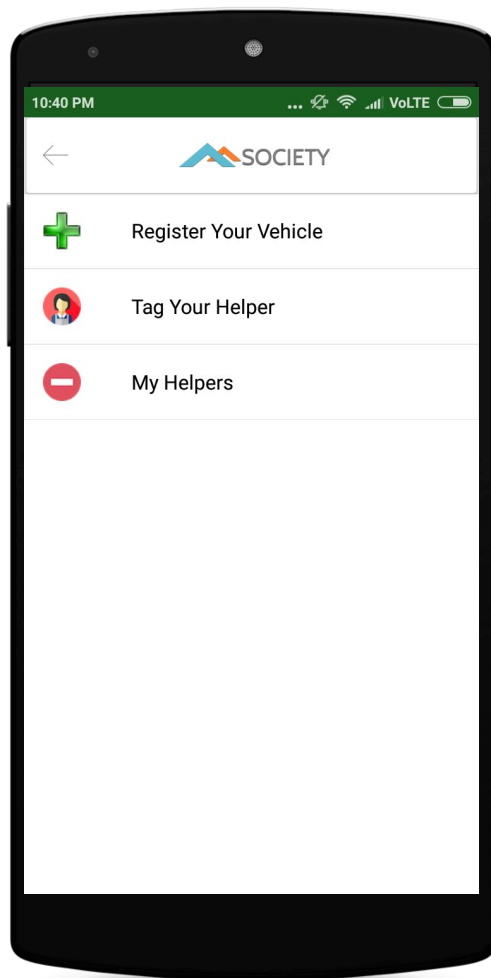 10:40 PM ... VoLTE
SOCIETY
Register Your Vehicle
Tag Your Helper
My Helpers